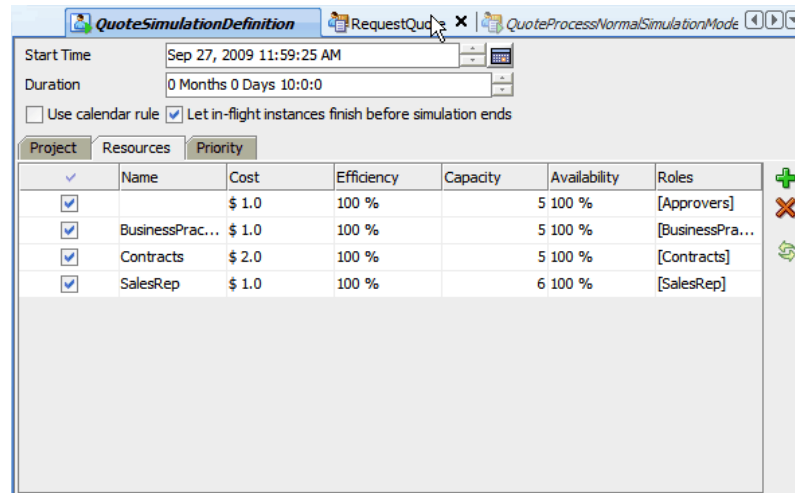 QuoteSimulationDefinition RequestQuote QuoteProcessNormalSimulationMode
Start Time Sep 27, 2009 11:59:25 AM
Duration 0 Months 0 Days 10:0:0
Use calendar rule Let in-flight instances finish before simulation ends
Project Resources Priority
Name Cost Efficiency Capacity Availability Roles
$ 1.0 100 % 5 100 % [Approvers]
BusinessPrac... $ 1.0 100 % 5 100 % [BusinessPra...
Contracts $ 2.0 100 % 5 100 % [Contracts]
SalesRep $ 1.0 100 % 6 100 % [SalesRep]